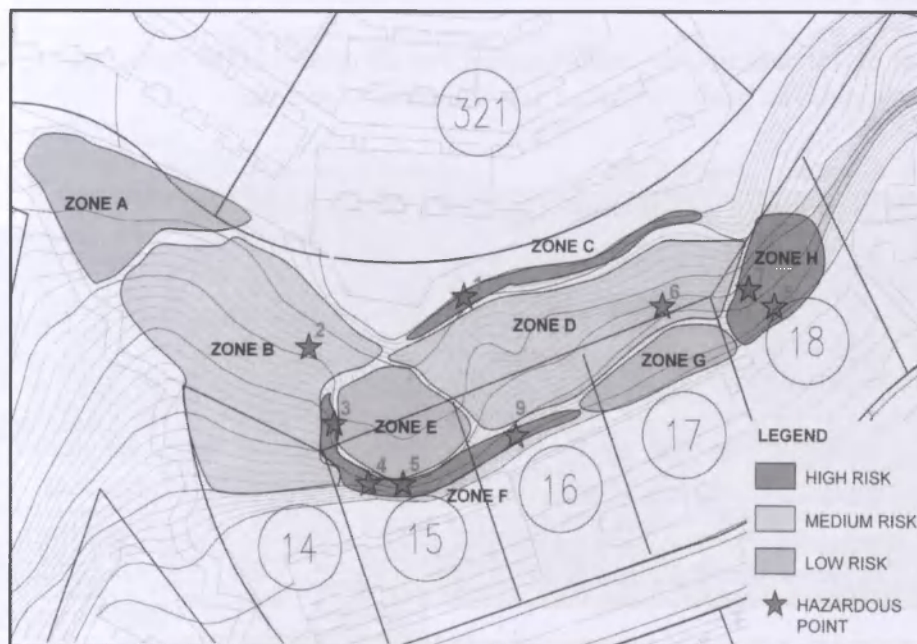 321
ZONE A
ZONE C
ZONE H
1
6
ZONE D
2
ZONE B
18
ZONE G
3
9
ZONE E
17
4
5
ZONE F
16
15
14
LEGEND
HIGH RISK
MEDIUM RISK
LOW RISK
HAZARDOUS
POINT